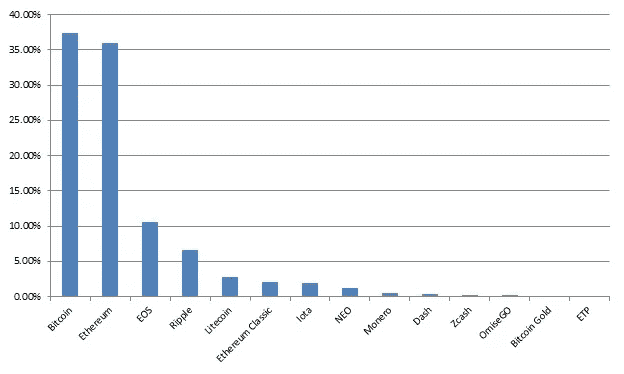 40.00%
35.00%
30.00%
25.00%
20.00%
15.00%
10.00%
5.00%
0.00%
Bitcoin
Ethereum
EOS
Ripple
Litecoin
Ethereum Classic
Iota
NEO
Monero
Dash
Zcash
OmiseGO
Bitcoin Gold
ETP